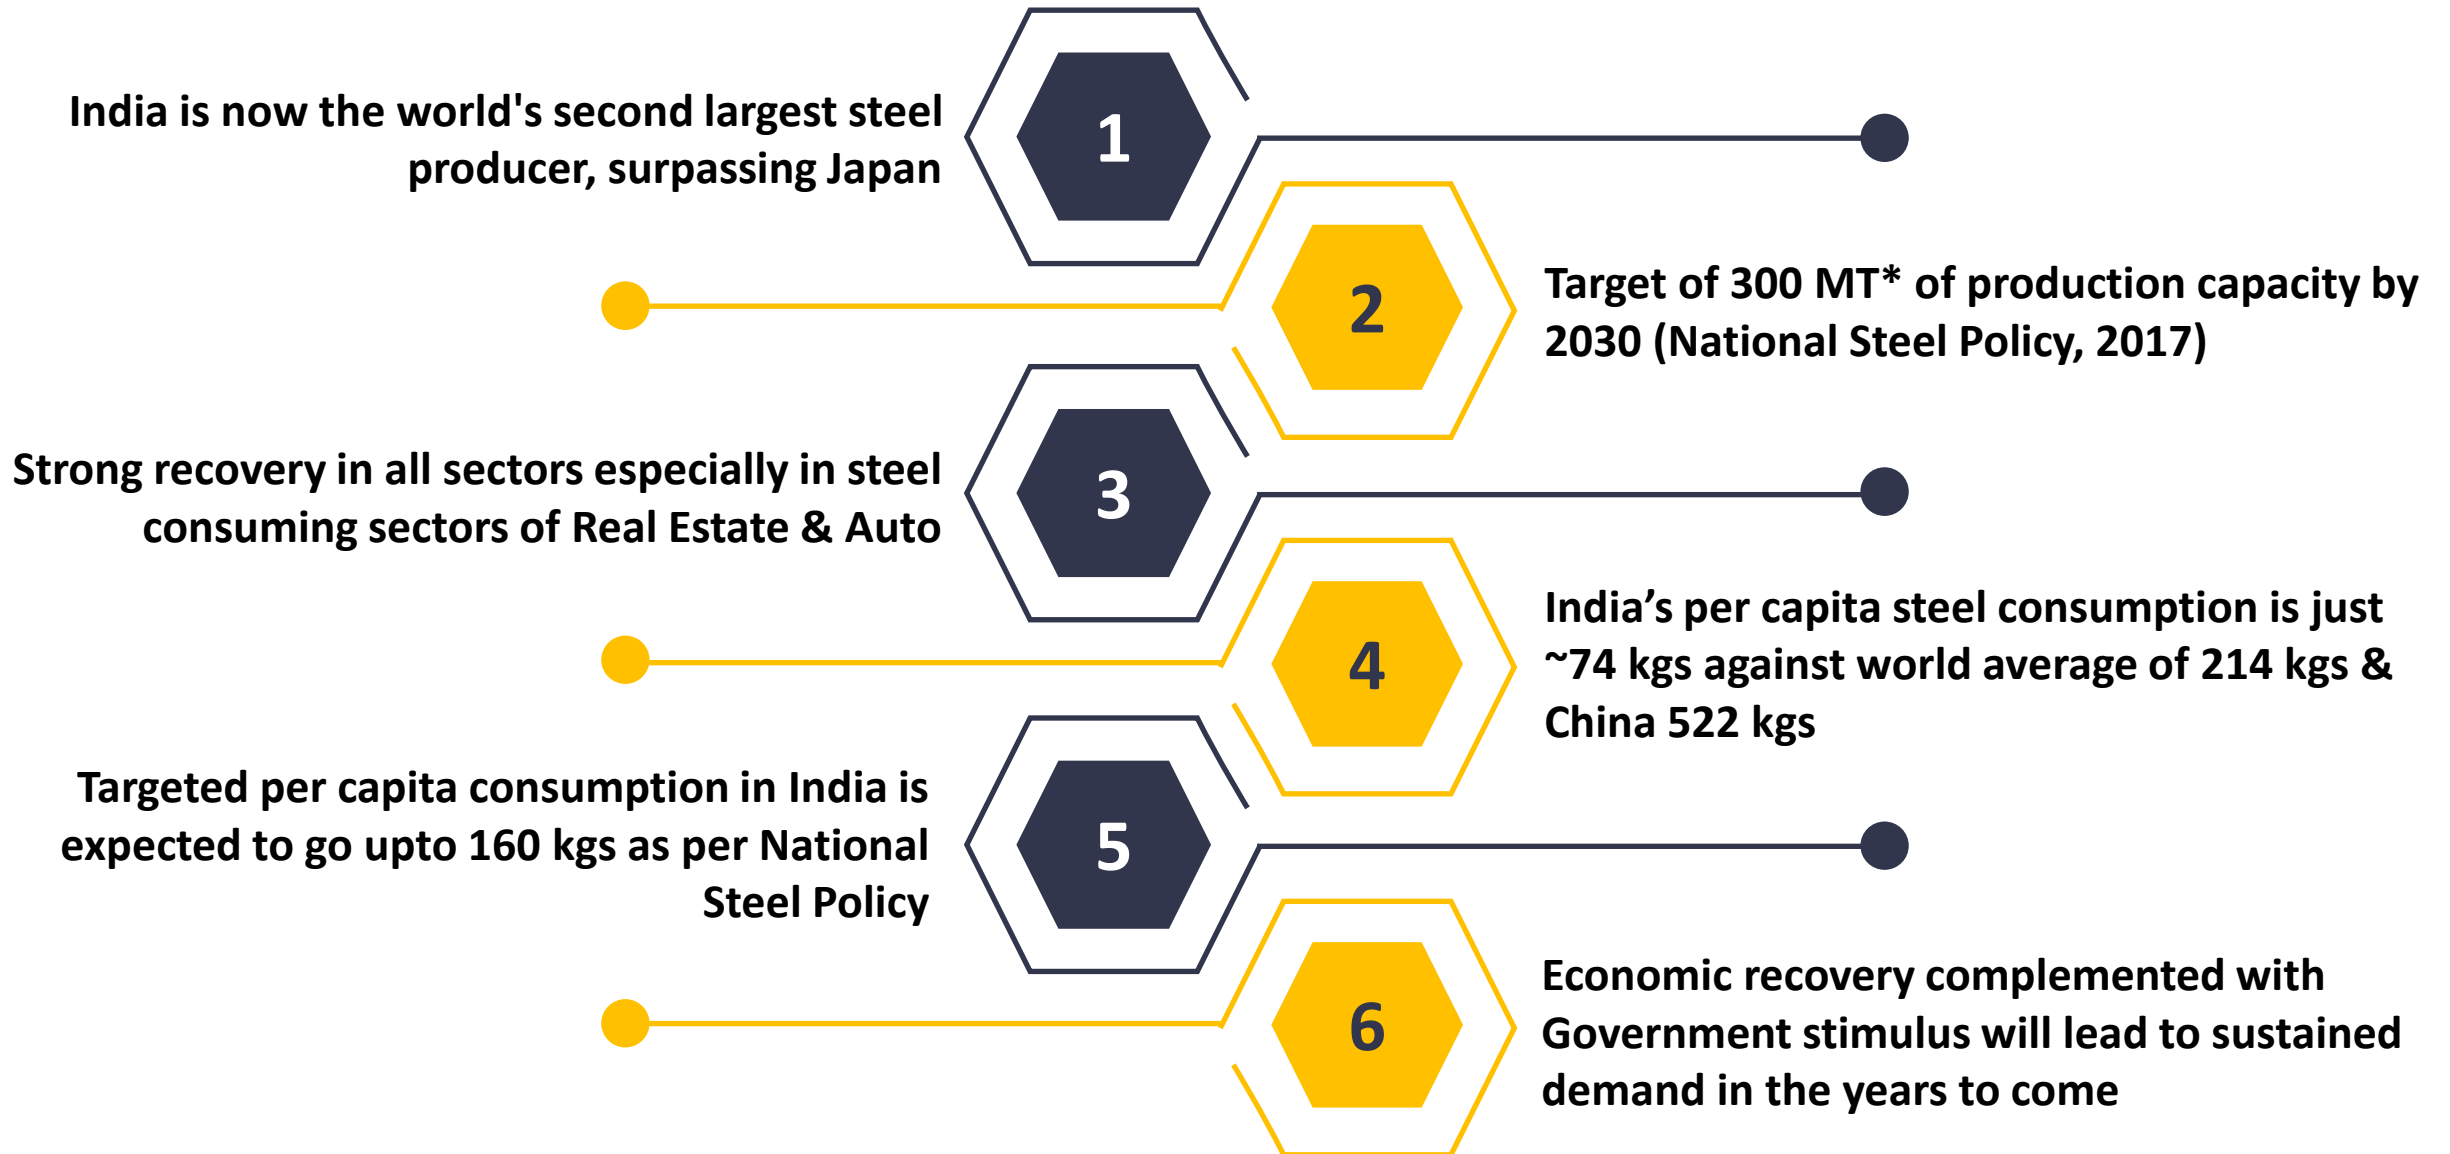 India is now the world's second largest steel
producer, surpassing Japan
1
2
Target of 300 MT* of production capacity by
2030 (National Steel Policy, 2017)
Strong recovery in all sectors especially in steel
consuming sectors of Real Estate & Auto
3
4
India’s per capita steel consumption is just
~74 kgs against world average of 214 kgs &
China 522 kgs
Targeted per capita consumption in India is
expected to go upto 160 kgs as per National
Steel Policy
5
6
Economic recovery complemented with
Government stimulus will lead to sustained
demand in the years to come